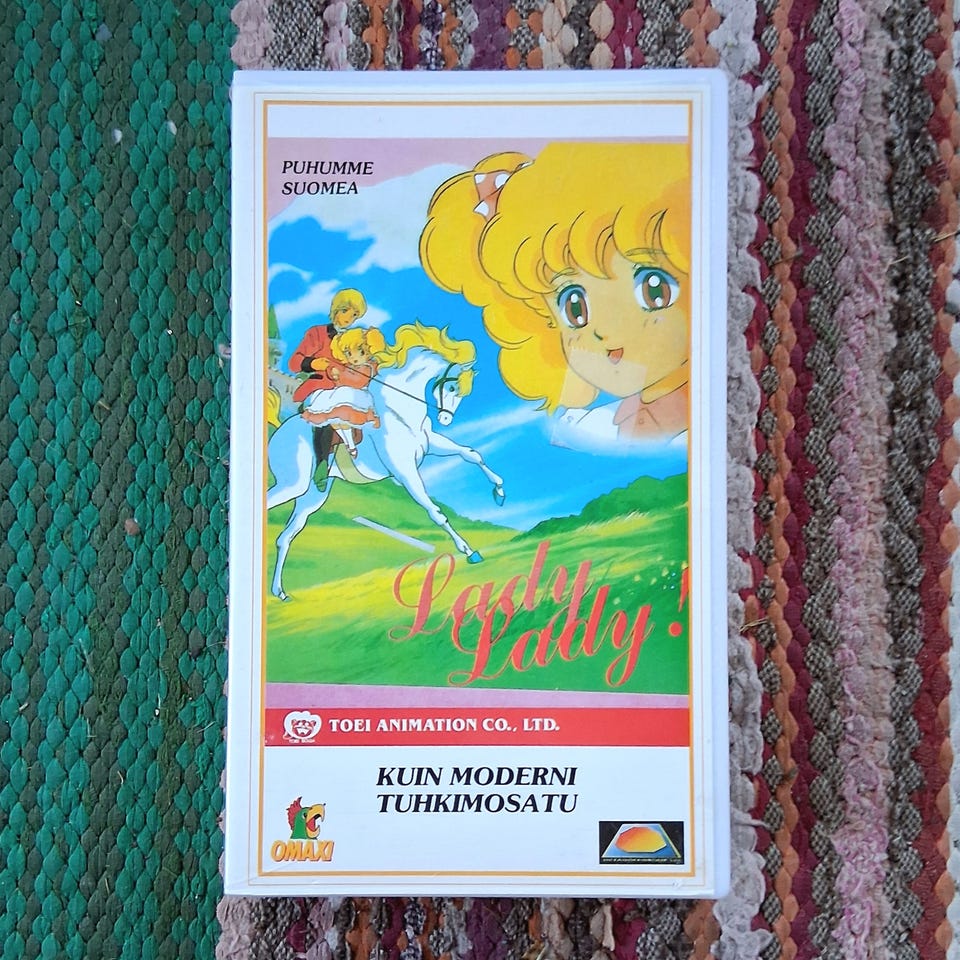 PUHUMME
SUOMEA
Lady
Lady!
TOEI ANIMATION CO., LTD.
KUIN MODERNI
TUHKIMOSATU
OMAXI